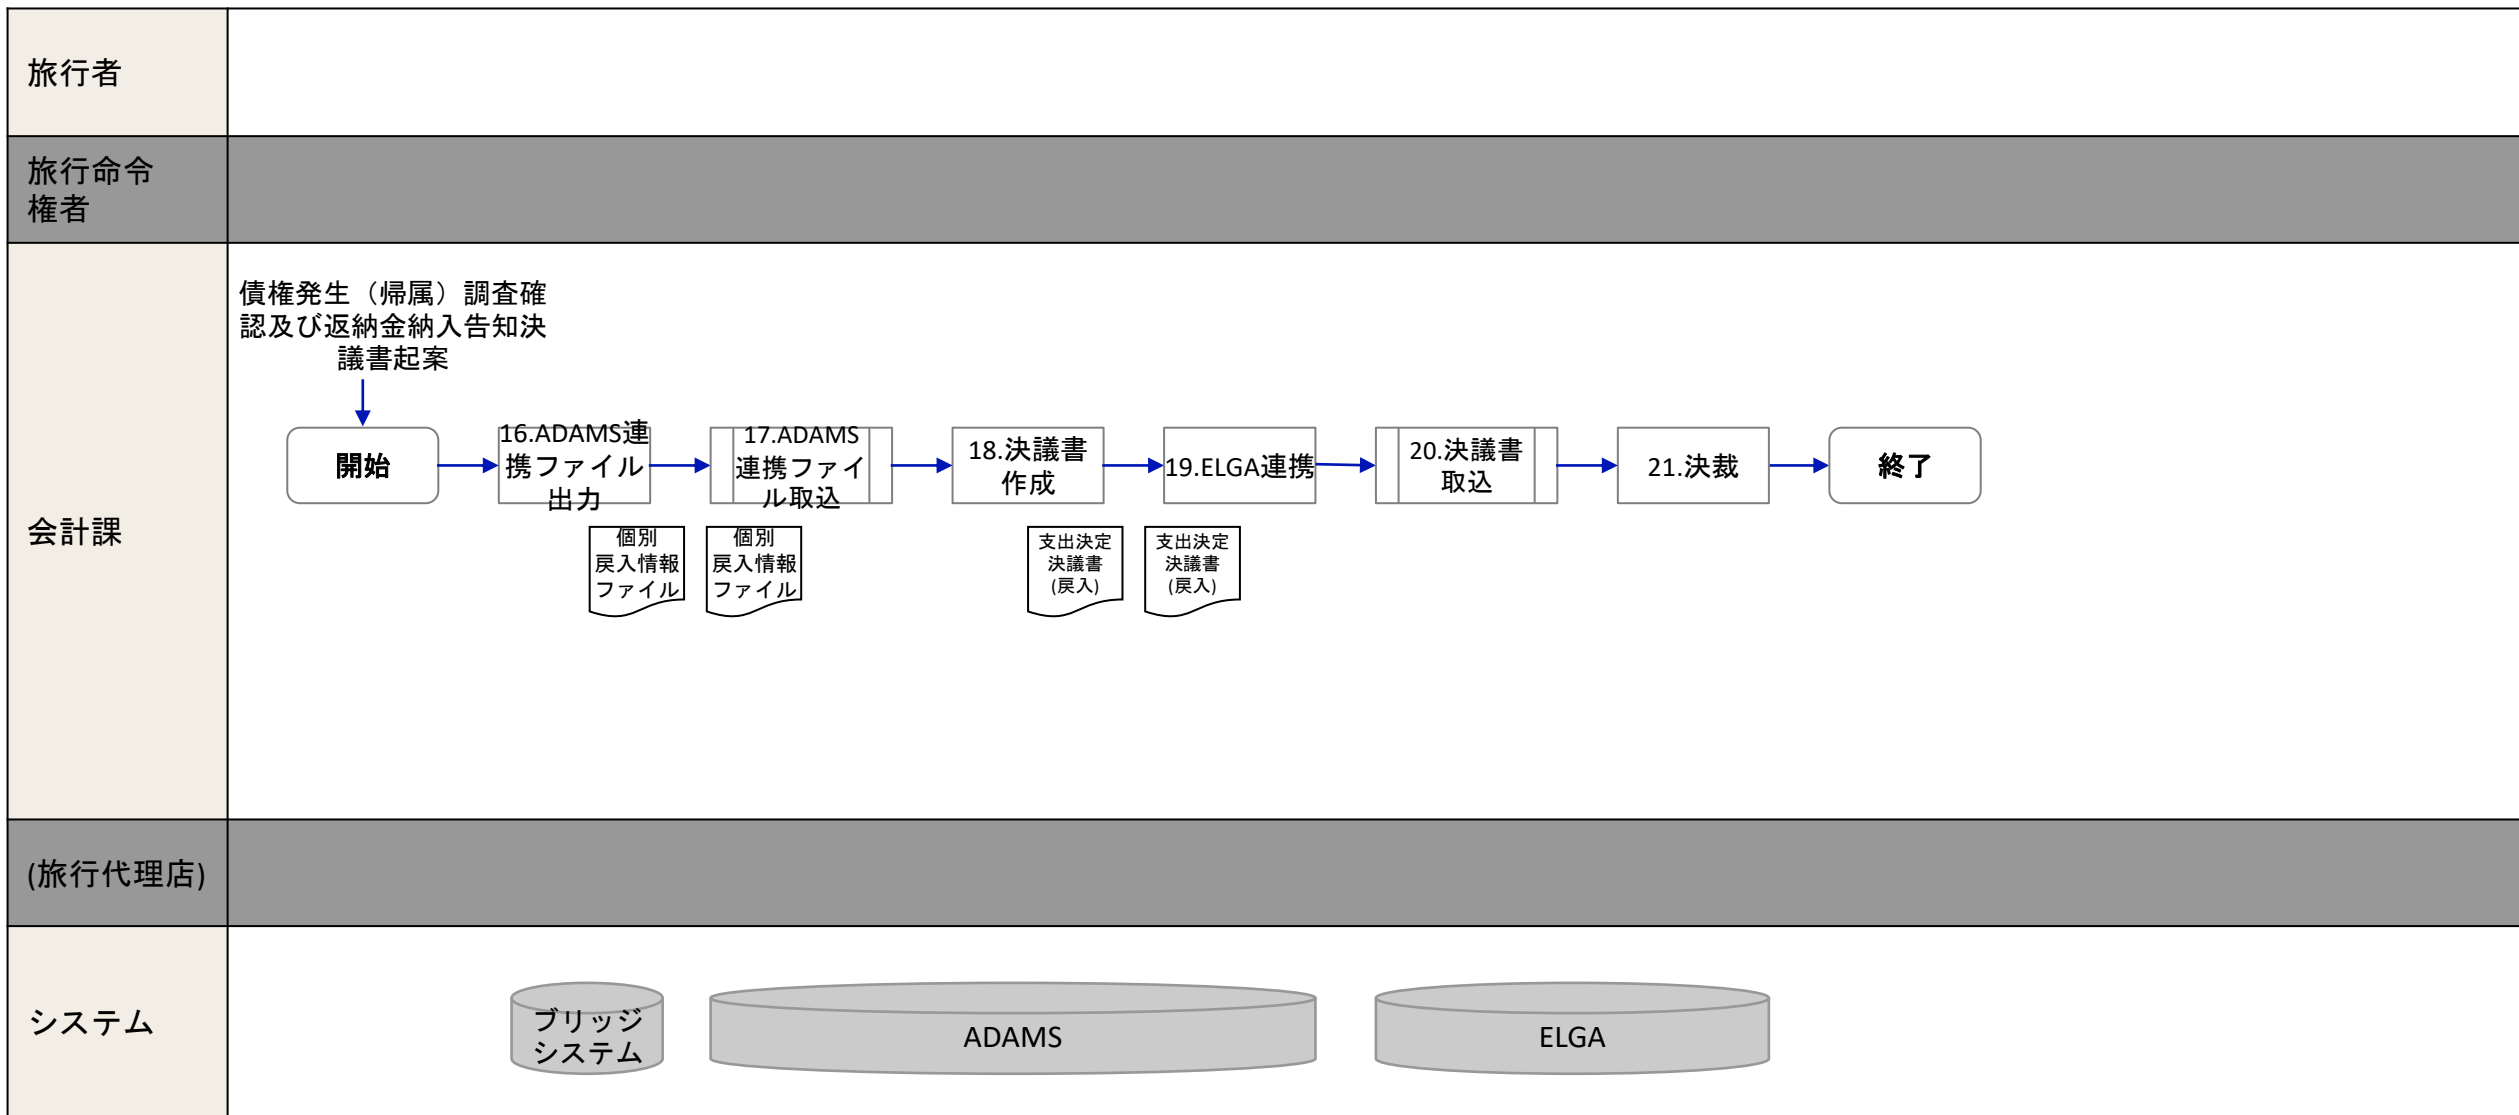 旅行者
旅行命令
権者
会計課
債権発生（帰属）調査確
認及び返納金納入告知決
議書起案
開始
16.ADAMS連
携ファイル
出力
17.ADAMS
連携ファイ
ル取込
18.決議書
作成
19.ELGA連携
20.決議書
取込
21.決裁
終了
個別
戻入情報
ファイル
個別
戻入情報
ファイル
支出決定
決議書
(戻入)
支出決定
決議書
(戻入)
(旅行代理店)
システム
ブリッジ
システム
ADAMS
ELGA